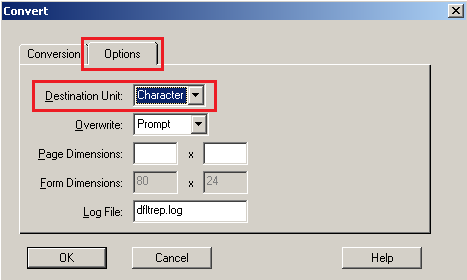 Convert
Conversion Options
Destination Unit: Character
Overwrite: Prompt
Page Dimensions: x
Form Dimensions: 80 x 24
Log File: dfltrep.log
OK Cancel Help